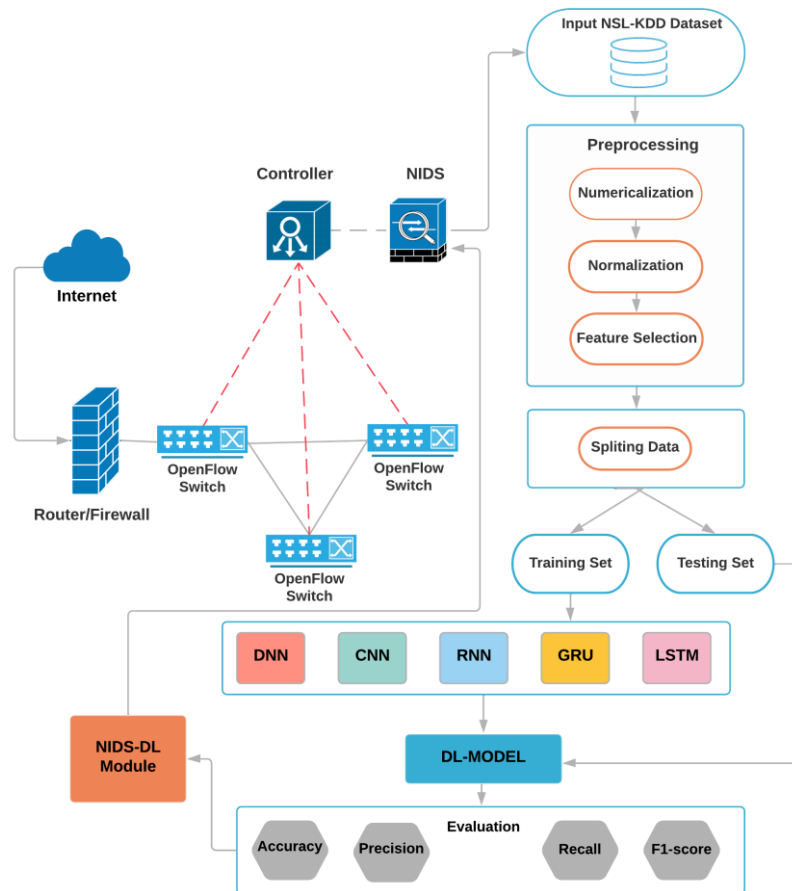 Input NSL-KDD Dataset
Preprocessing
Numericalization
Normalization
Feature Selection
Controller
NIDS
Internet
OpenFlow
Switch
OpenFlow
Switch
Router/Firewall
OpenFlow
Switch
Spliting Data
Training Set
Testing Set
DNN
CNN
RNN
GRU
LSTM
NIDS-DL
Module
DL-MODEL
Evaluation
Accuracy
Precision
Recall
F1-score